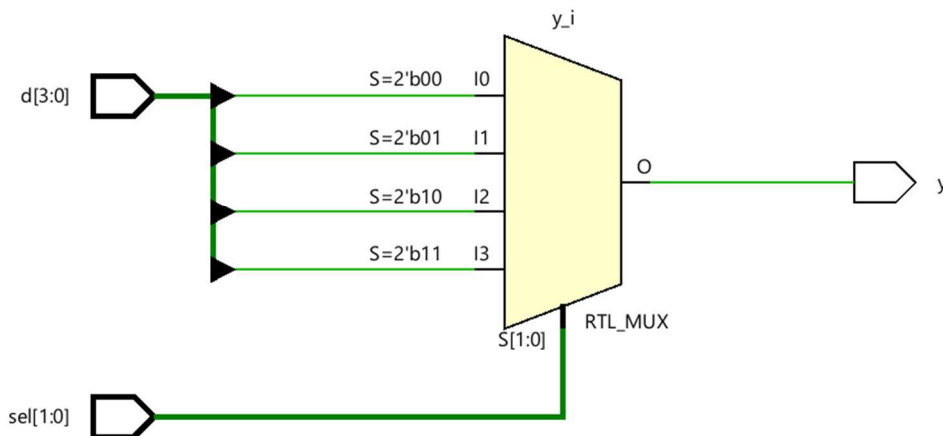 y_i
d[3:0]
S=2'b00 I0
S=2'b01 I1
S=2'b10 I2
S=2'b11 I3
O
y
S[1:0]
RTL_MUX
sel[1:0]